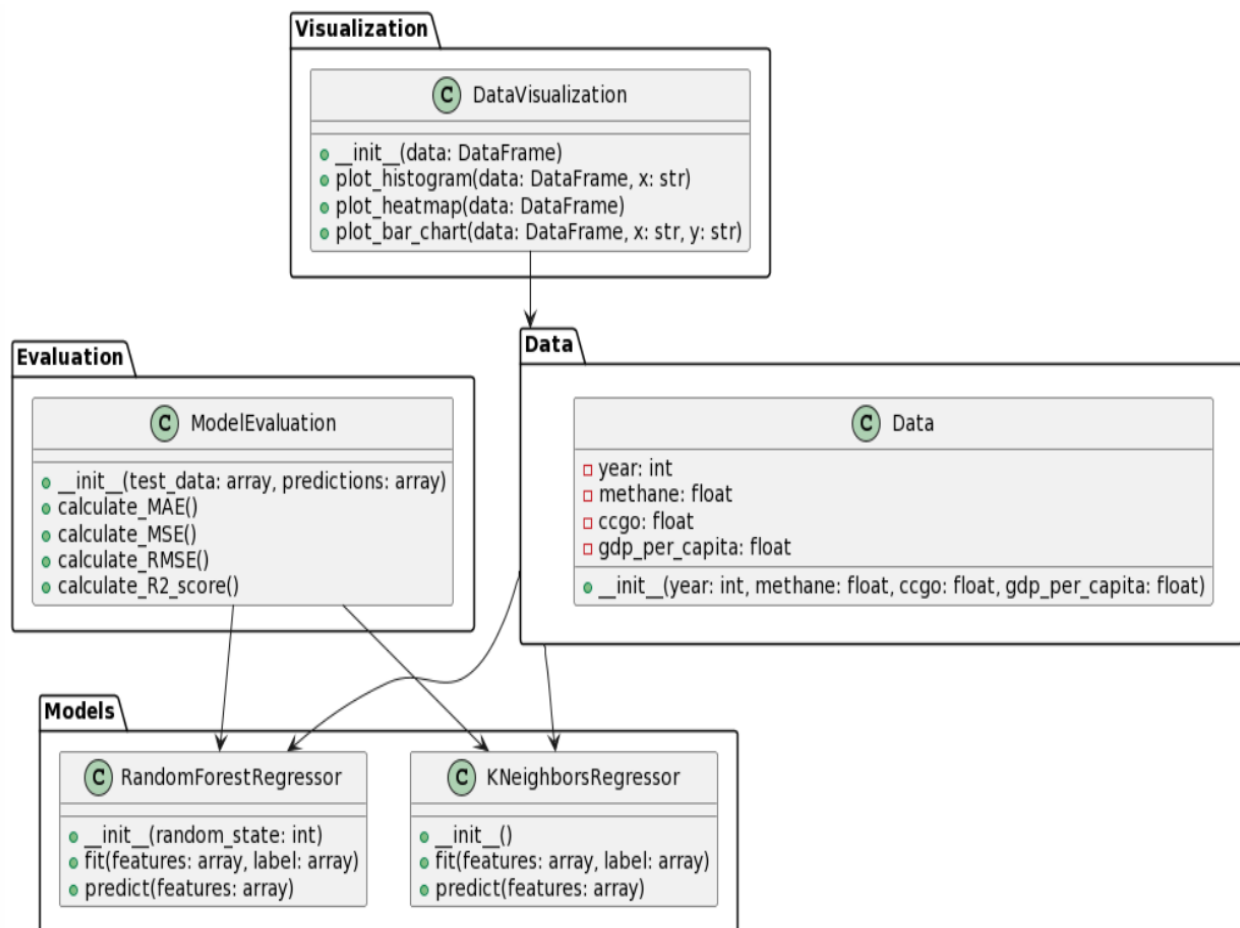 Visualization
C DataVisualization
__init__(data: DataFrame)
plot_histogram(data: DataFrame, x: str)
plot_heatmap(data: DataFrame)
plot_bar_chart(data: DataFrame, x: str, y: str)
Evaluation
C ModelEvaluation
__init__(test_data: array, predictions: array)
calculate_MAE()
calculate_MSE()
calculate_RMSE()
calculate_R2_score()
Data
C Data
year: int
methane: float
ccgo: float
gdp_per_capita: float
__init__(year: int, methane: float, ccgo: float, gdp_per_capita: float)
Models
C RandomForestRegressor
__init__(random_state: int)
fit(features: array, label: array)
predict(features: array)
C KNeighborsRegressor
__init__()
fit(features: array, label: array)
predict(features: array)